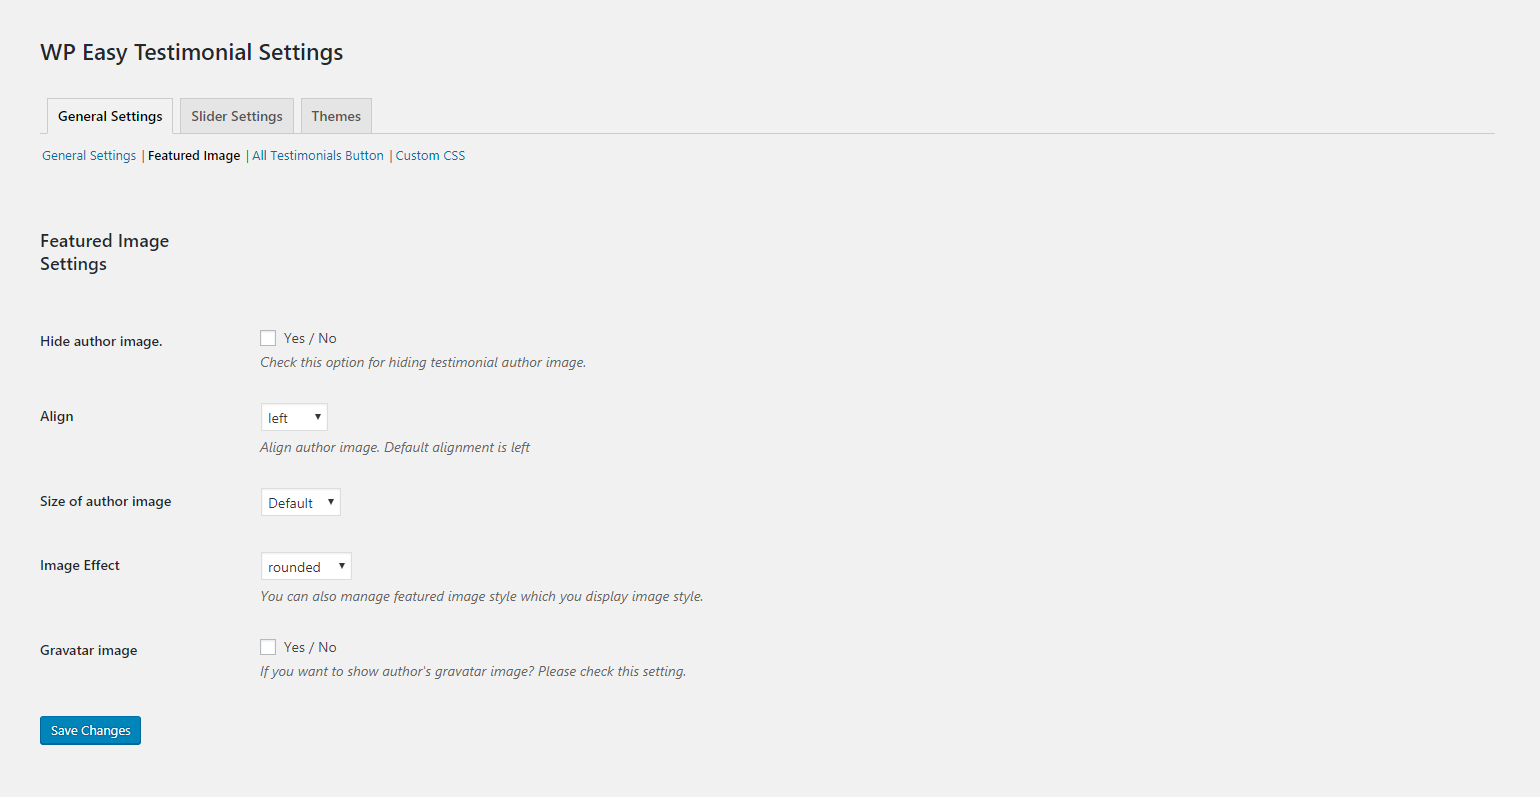 WP Easy Testimonial Settings
General Settings Slider Settings Themes
General Settings | Featured Image | All Testimonials Button | Custom CSS
Featured Image
Settings
Hide author image. Yes / No
Check this option for hiding testimonial author image.
Align left
Align author image. Default alignment is left
Size of author image Default
Image Effect rounded
You can also manage featured image style which you display image style.
Gravatar image Yes / No
If you want to show author's gravatar image? Please check this setting.
Save Changes